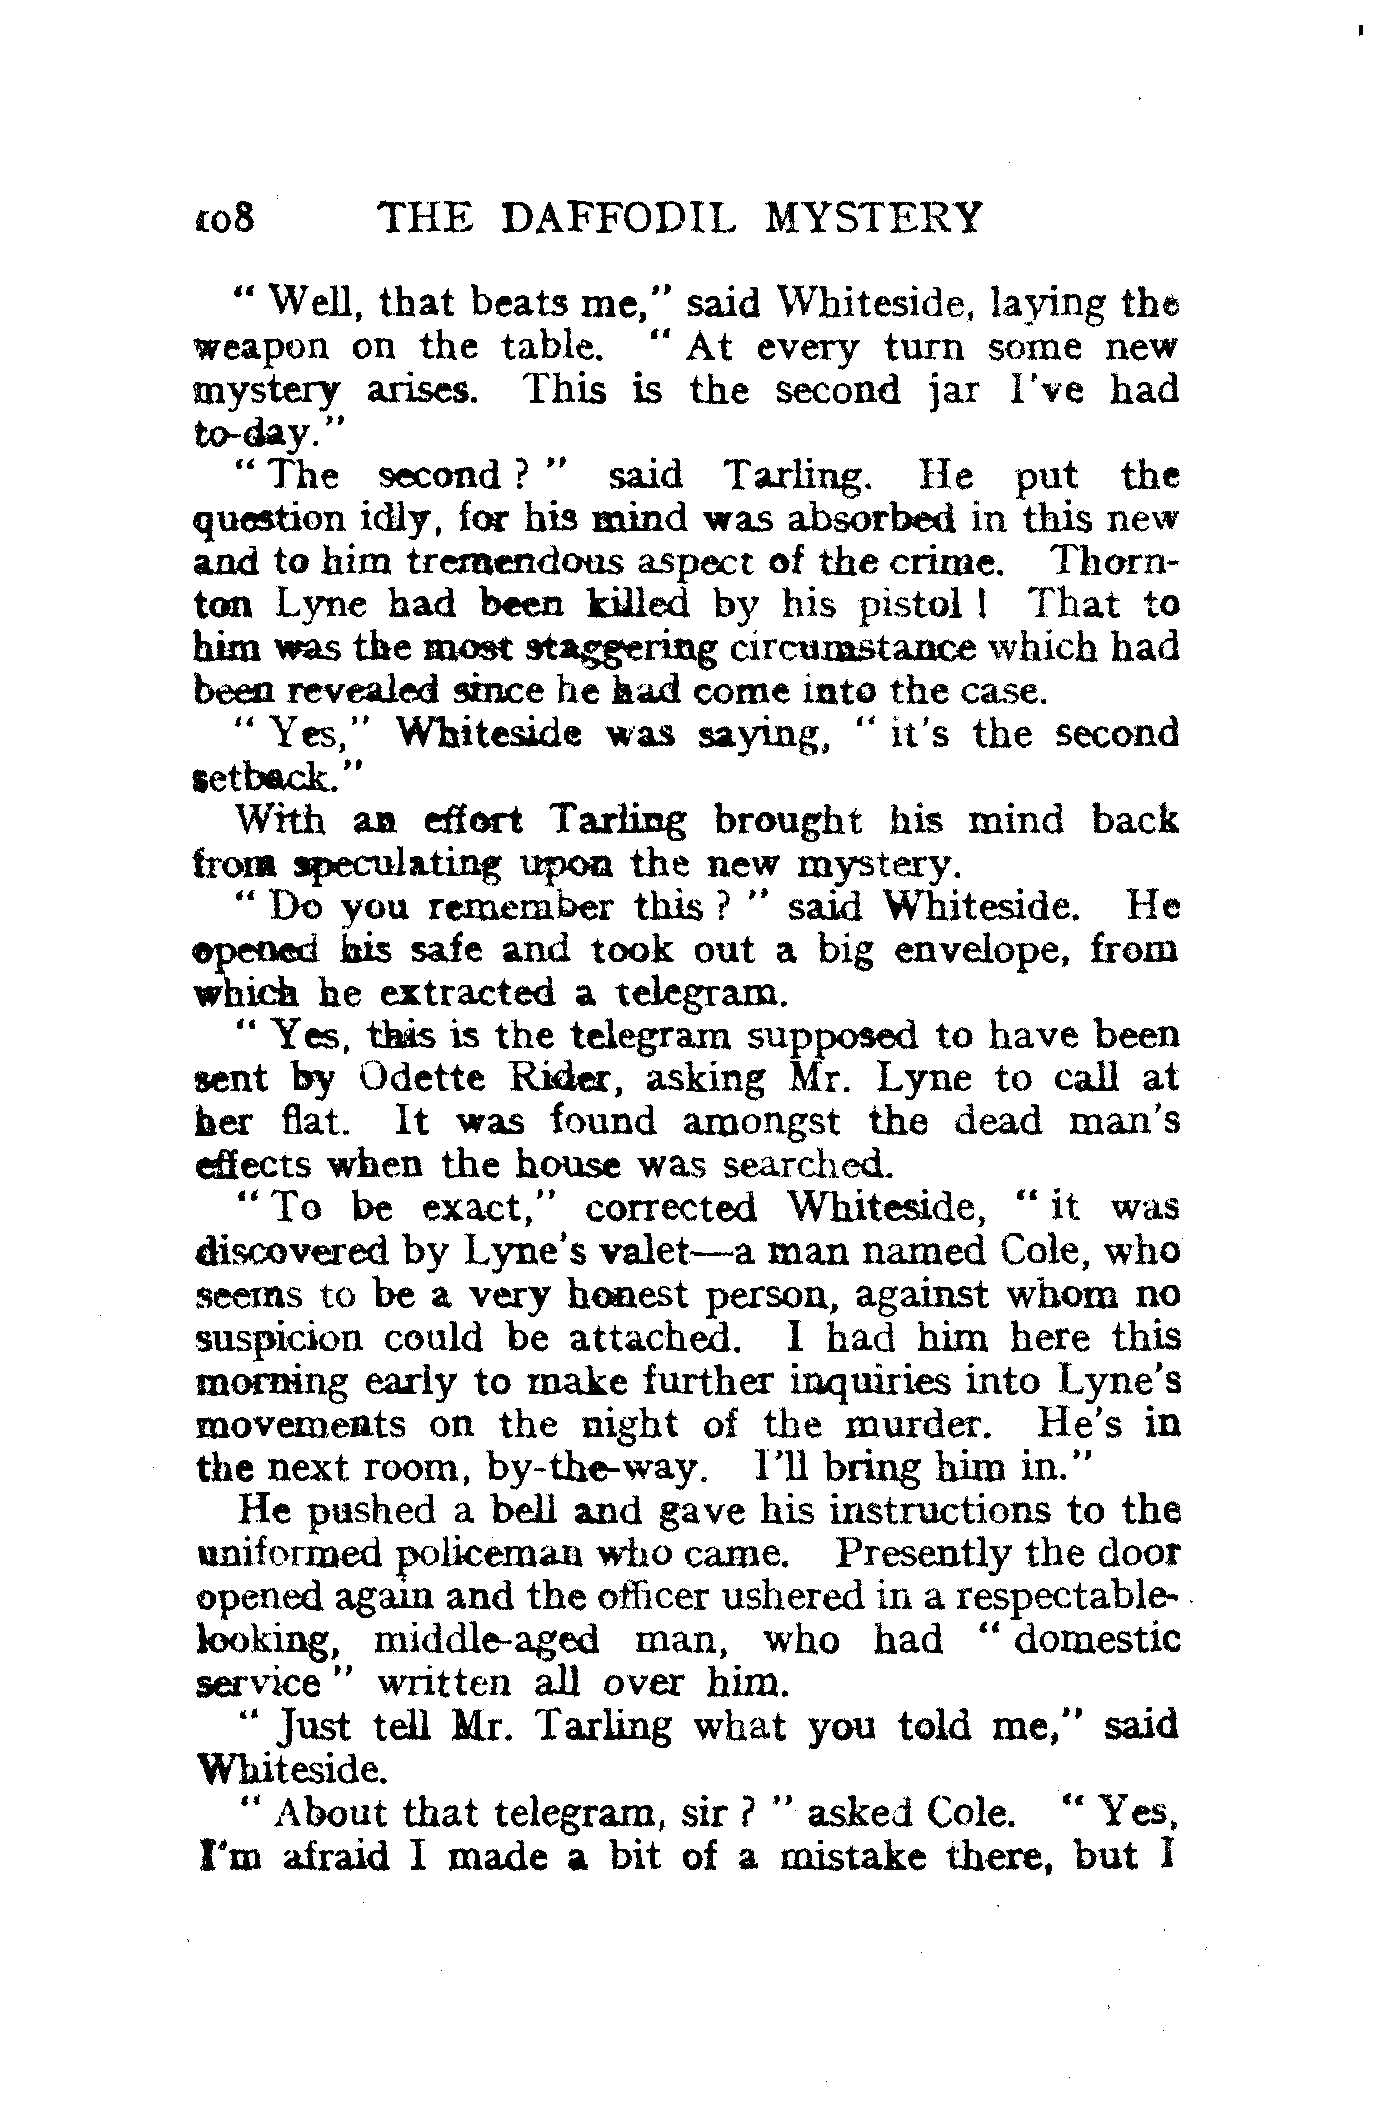 108 THE DAFFODIL MYSTERY
“ Well, that beats me,” said Whiteside, laying the
weapon on the table. “ At every turn some new
mystery arises. This is the second jar I've had
to-day.”
“ The second ? ” said Tarling. He put the
question idly, for his mind was absorbed in this new
and to him tremendous aspect of the crime. Thorn-
ton Lyne had been killed by his pistol ! That to
him was the most staggering circumstance which had
been revealed since he had come into the case.
“ Yes,” Whiteside was saying, “ it's the second
setback.”
With an effort Tarling brought his mind back
from speculating upon the new mystery.
“ Do you remember this ? ” said Whiteside. He
opened his safe and took out a big envelope, from
which he extracted a telegram.
“ Yes, this is the telegram supposed to have been
sent by Odette Rider, asking Mr. Lyne to call at
her flat. It was found amongst the dead man's
effects when the house was searched.
“ To be exact,” corrected Whiteside, “ it was
discovered by Lyne's valet—a man named Cole, who
seems to be a very honest person, against whom no
suspicion could be attached. I had him here this
morning early to make further inquiries into Lyne's
movements on the night of the murder. He's in
the next room, by-the-way. I'll bring him in.”
He pushed a bell and gave his instructions to the
uniformed policeman who came. Presently the door
opened again and the officer ushered in a respectable-
looking, middle-aged man, who had “ domestic
service ” written all over him.
“ Just tell Mr. Tarling what you told me,” said
Whiteside.
“ About that telegram, sir ? ” asked Cole. “ Yes,
I'm afraid I made a bit of a mistake there, but I